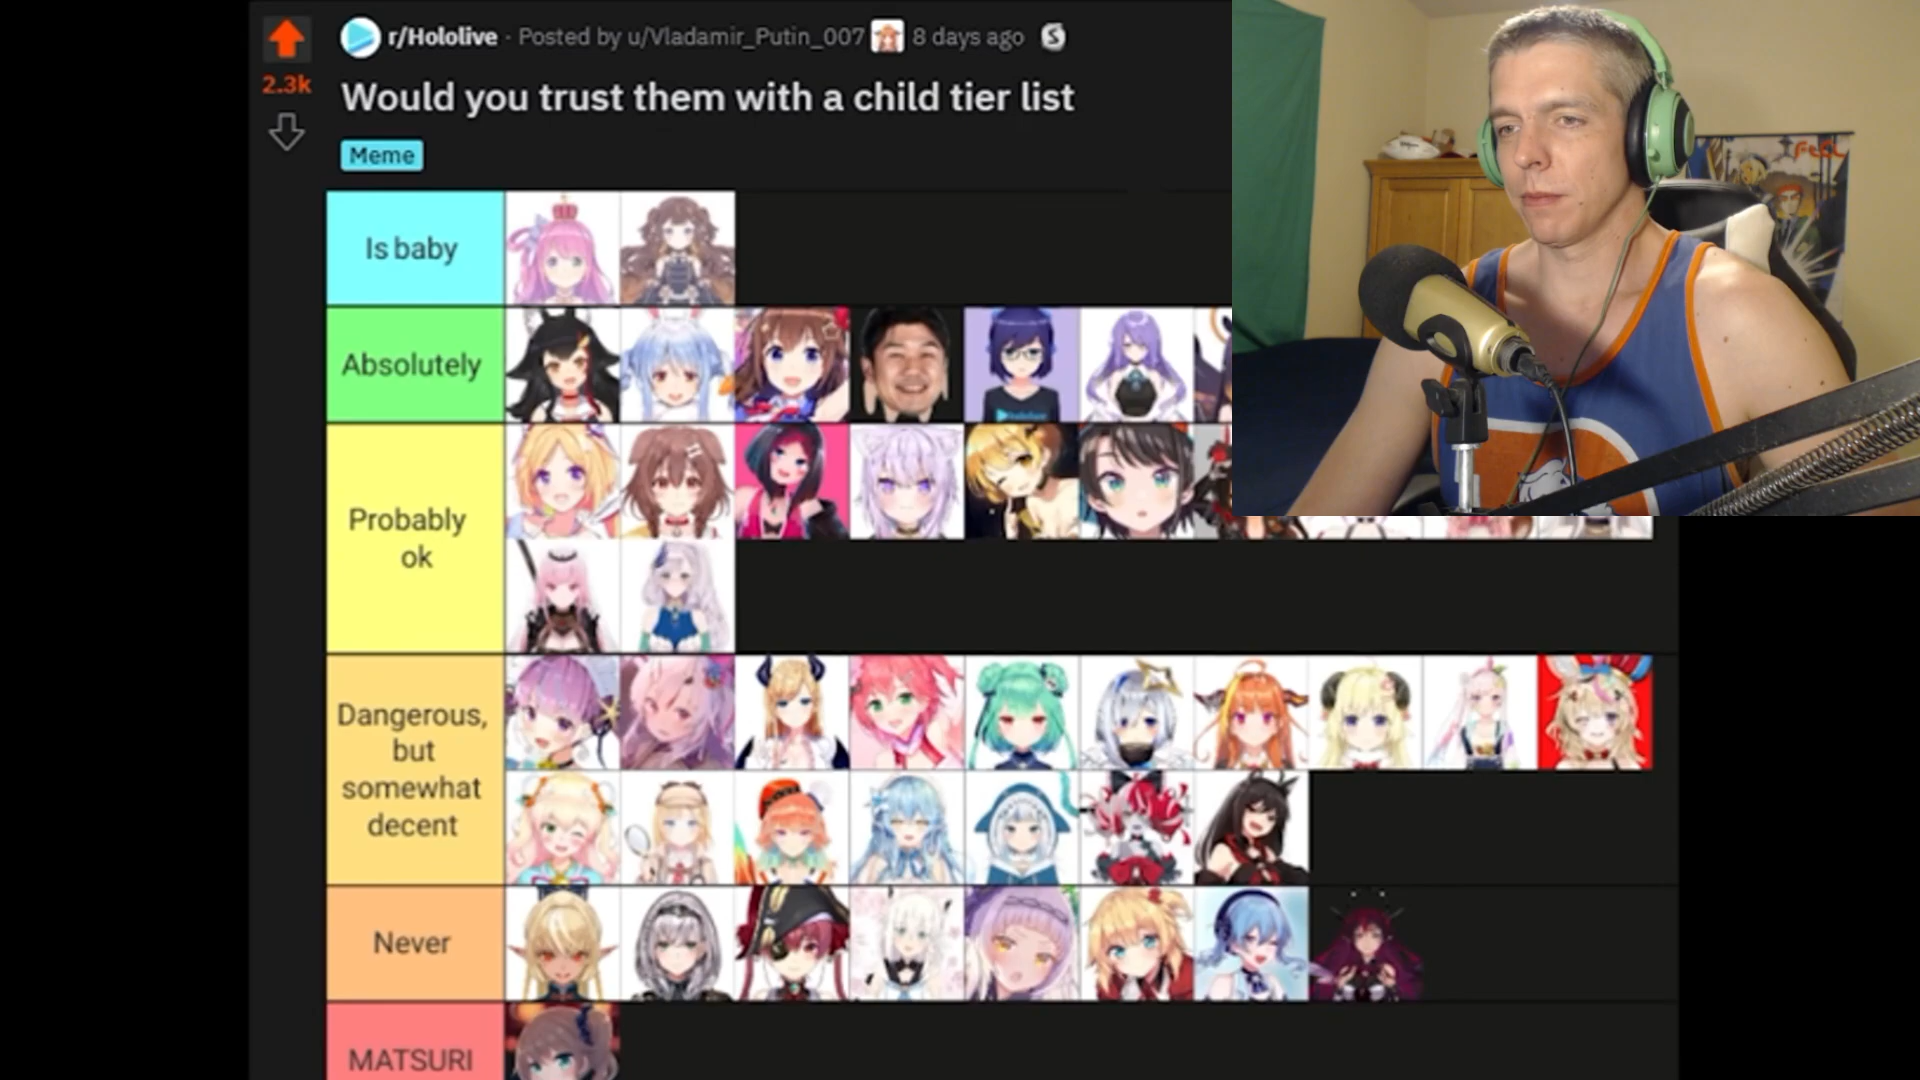 r/Hololive · Posted by u/Vladamir_Putin_007 8 days ago
2.3k
Would you trust them with a child tier list
Meme
Is baby
Absolutely
Probably
ok
Dangerous,
but
somewhat
decent
Never
MATSURI